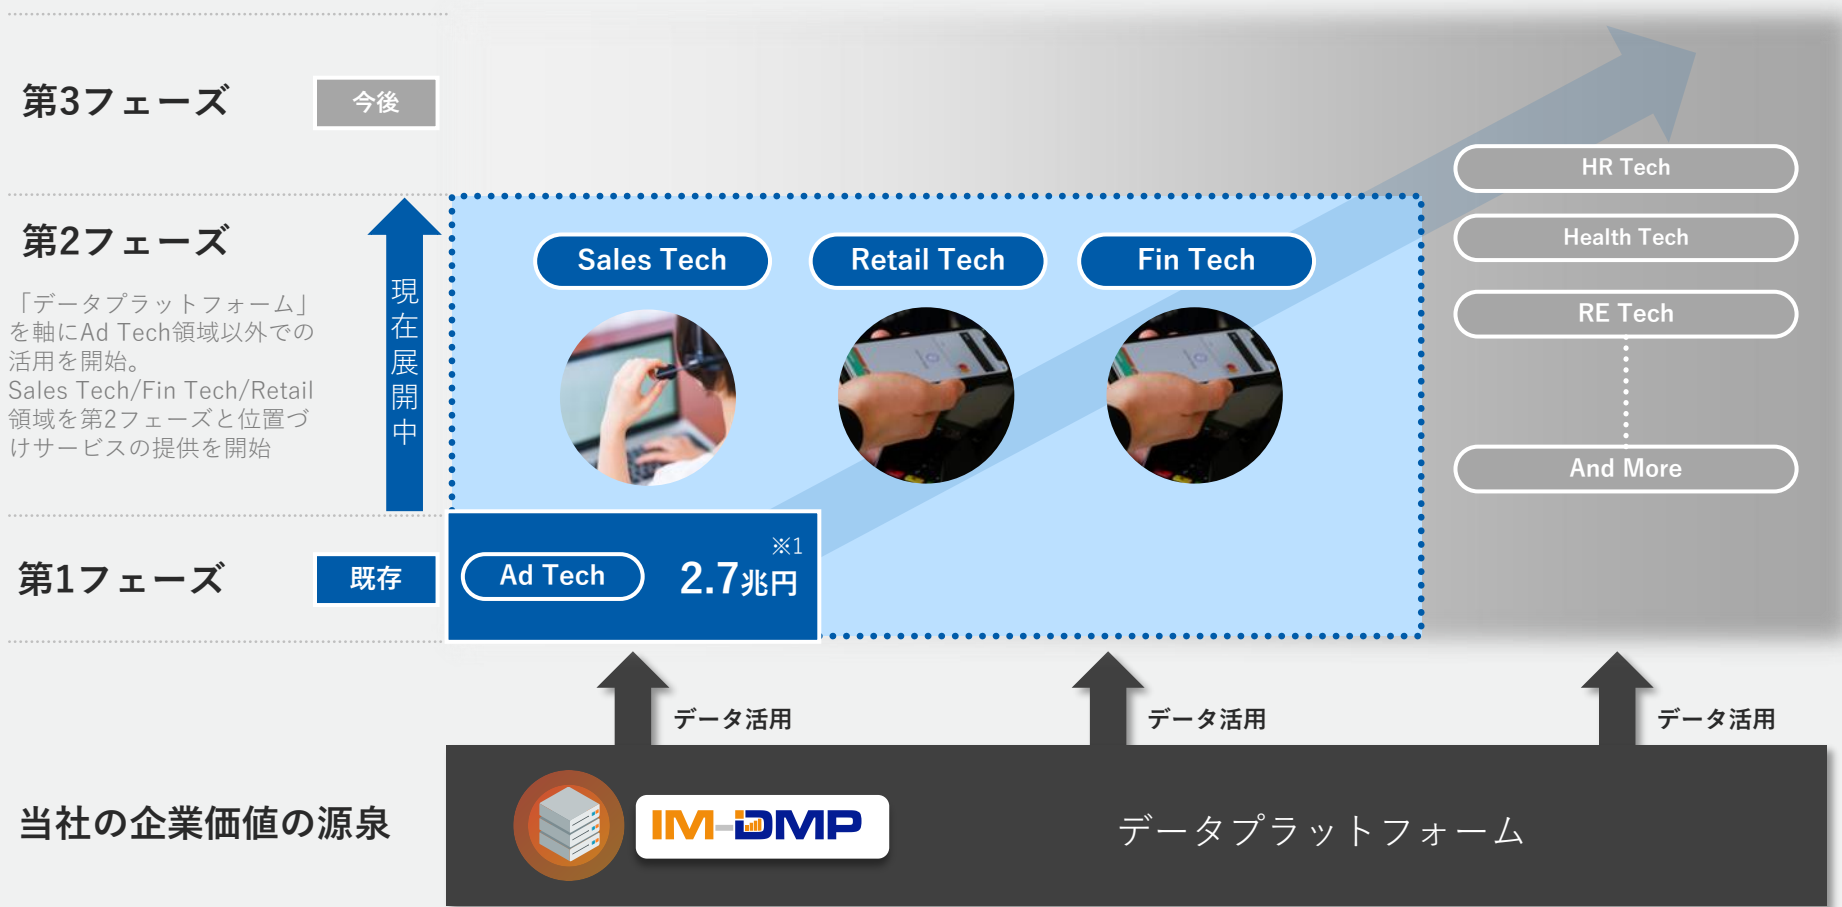 第3フェーズ
今後
HR Tech
Health Tech
RE Tech
And More
第2フェーズ
「データプラットフォーム」
を軸にAd Tech領域以外での
活用を開始。
Sales Tech/Fin Tech/Retail
領域を第2フェーズと位置づ
けサービスの提供を開始
現在展開中
Sales Tech
Retail Tech
Fin Tech
第1フェーズ
既存
Ad Tech
2.7兆円
※1
データ活用
データ活用
データ活用
当社の企業価値の源泉
IM-DMP
データプラットフォーム